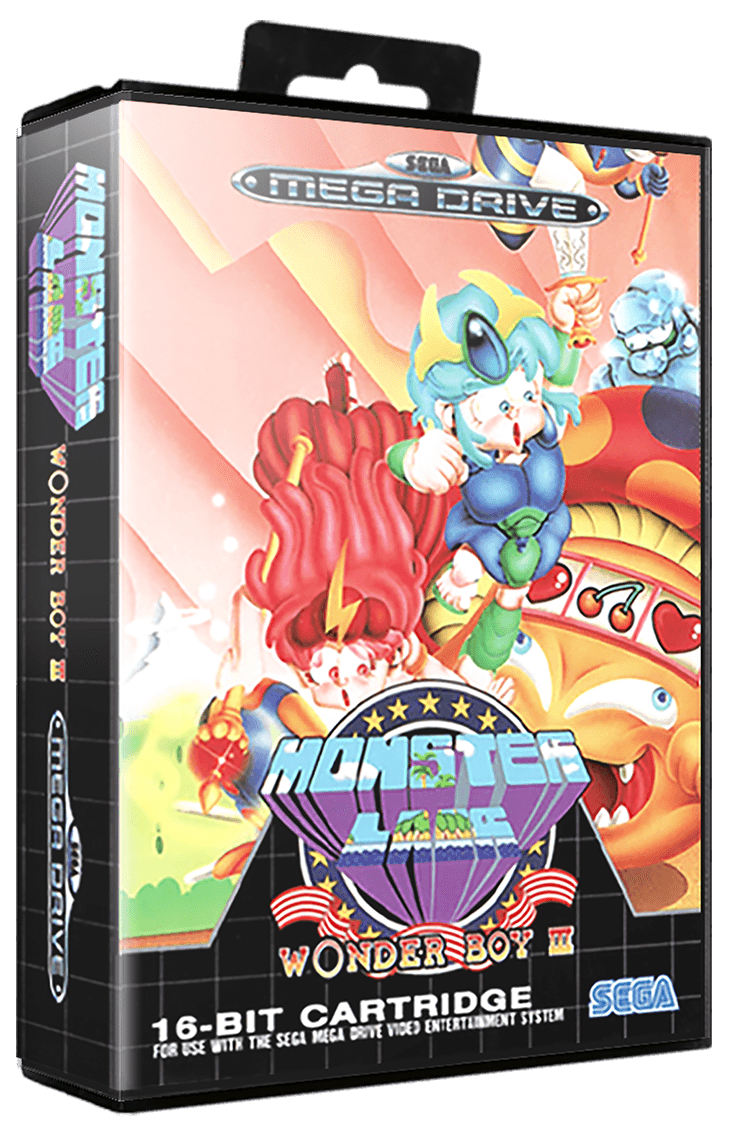 SEGA
MEGA DRIVE
MONSTER
LAIR
WONDER BOY III
SEGA
16-BIT CARTRIDGE
FOR USE WITH THE SEGA MEGA DRIVE VIDEO ENTERTAINMENT SYSTEM
MONSTER
LAIR
WONDER BOY III
SEGA
MEGA DRIVE